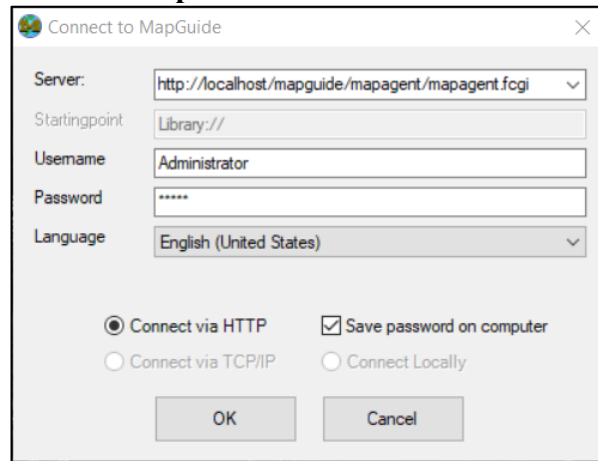 Connect to MapGuide
Server: http://localhost/mapguide/mapagent/mapagent.fcgi
Startingpoint Library://
Username Administrator
Password *****
Language English (United States)
Connect via HTTP Save password on computer
Connect via TCP/IP Connect Locally
OK Cancel